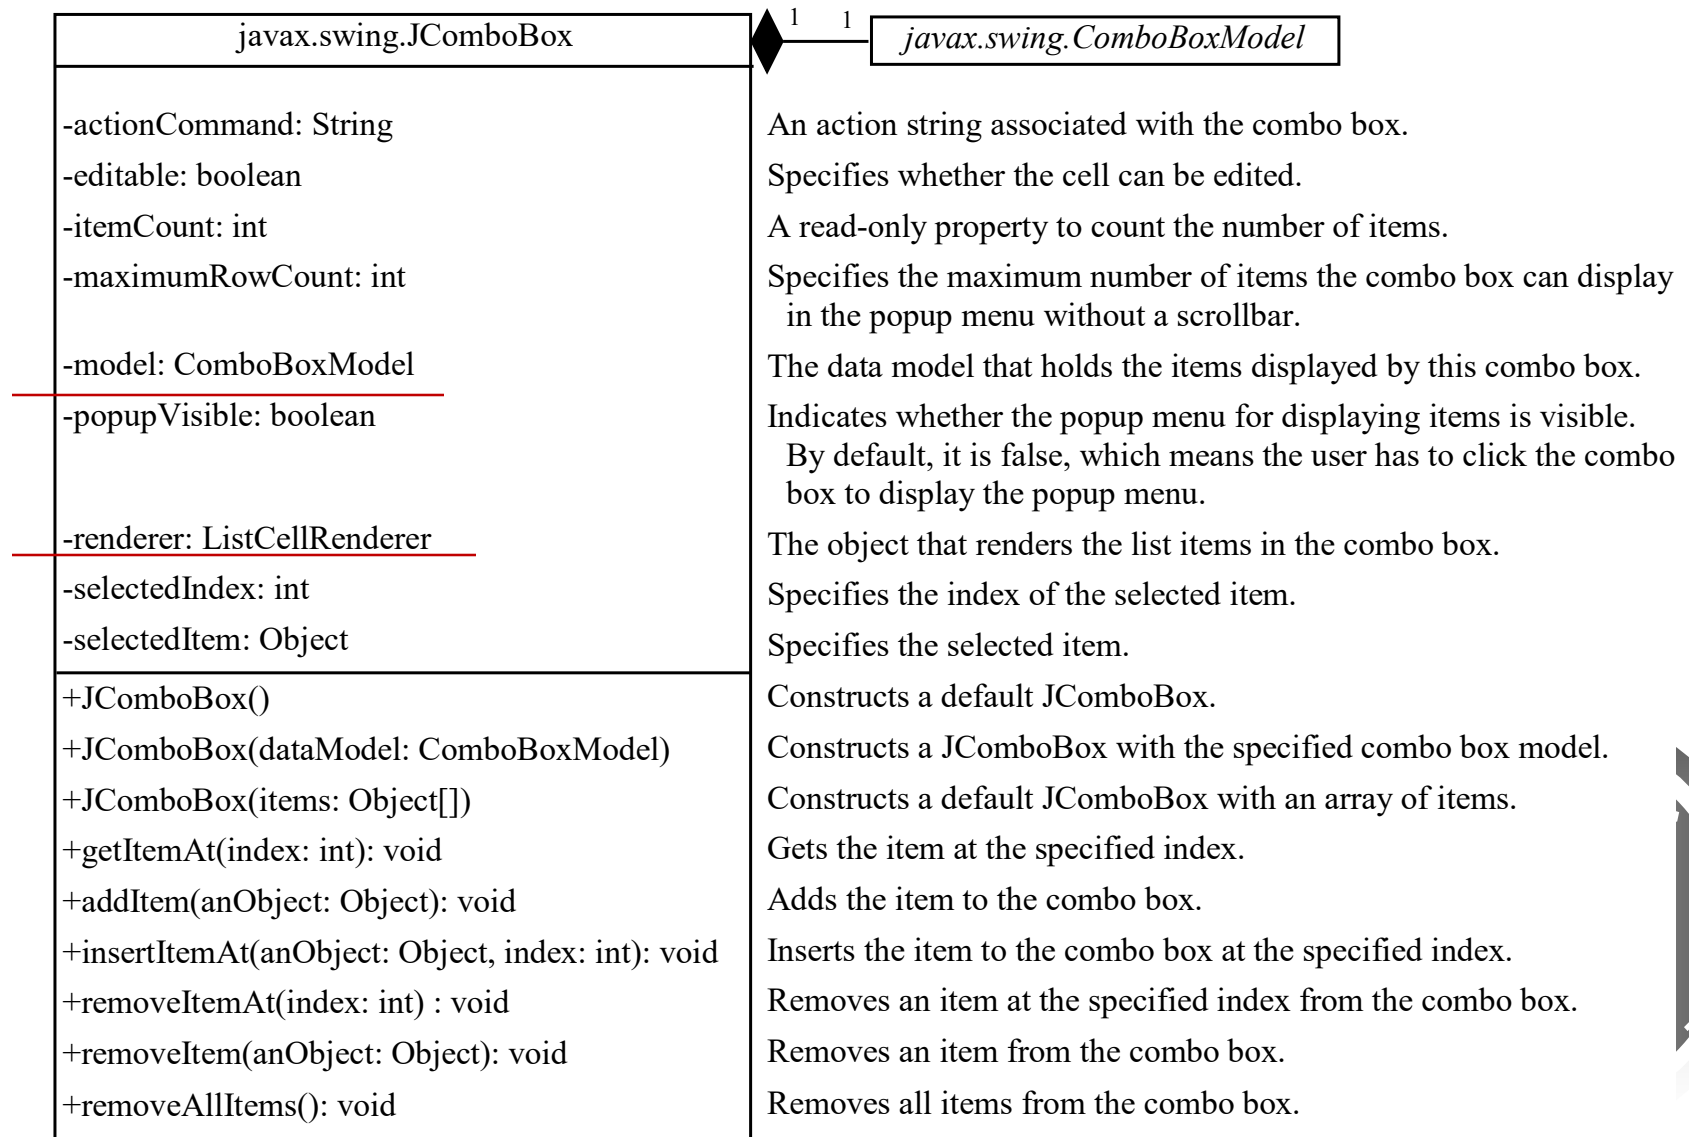 javax.swing.JComboBox 1 1 javax.swing.ComboBoxModel
-actionCommand: String An action string associated with the combo box.
-editable: boolean Specifies whether the cell can be edited.
-itemCount: int A read-only property to count the number of items.
-maximumRowCount: int Specifies the maximum number of items the combo box can display
in the popup menu without a scrollbar.
-model: ComboBoxModel The data model that holds the items displayed by this combo box.
-popupVisible: boolean Indicates whether the popup menu for displaying items is visible.
By default, it is false, which means the user has to click the combo
box to display the popup menu.
-renderer: ListCellRenderer The object that renders the list items in the combo box.
-selectedIndex: int Specifies the index of the selected item.
-selectedItem: Object Specifies the selected item.
+JComboBox() Constructs a default JComboBox.
+JComboBox(dataModel: ComboBoxModel) Constructs a JComboBox with the specified combo box model.
+JComboBox(items: Object[]) Constructs a default JComboBox with an array of items.
+getItemAt(index: int): void Gets the item at the specified index.
+addItem(anObject: Object): void Adds the item to the combo box.
+insertItemAt(anObject: Object, index: int): void Inserts the item to the combo box at the specified index.
+removeItemAt(index: int) : void Removes an item at the specified index from the combo box.
+removeItem(anObject: Object): void Removes an item from the combo box.
+removeAllItems(): void Removes all items from the combo box.